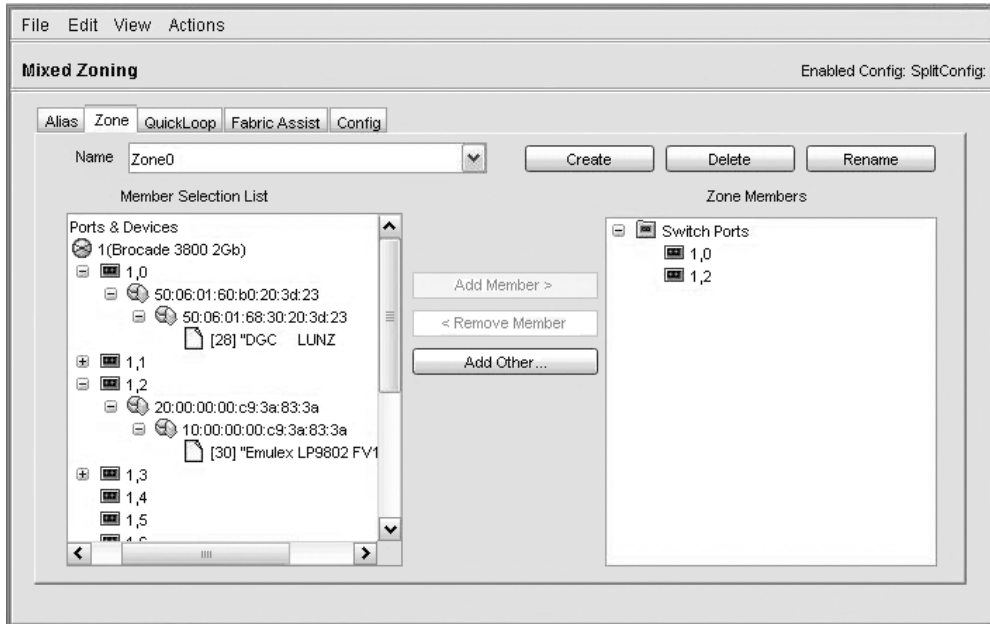 File Edit View Actions
Mixed Zoning
Enabled Config: SplitConfig:
Alias Zone QuickLoop Fabric Assist Config
Name Zone0 Create Delete Rename
Member Selection List
Ports & Devices
1(Brocade 3800 2Gb)
1,0
50:06:01:60:b0:20:3d:23
50:06:01:68:30:20:3d:23
[28] "DGC LUNZ
1,1
1,2
20:00:00:00:c9:3a:83:3a
10:00:00:00:c9:3a:83:3a
[30] "Emulex LP9802 FV1
1,3
1,4
1,5
Add Member >
< Remove Member
Add Other...
Zone Members
Switch Ports
1,0
1,2